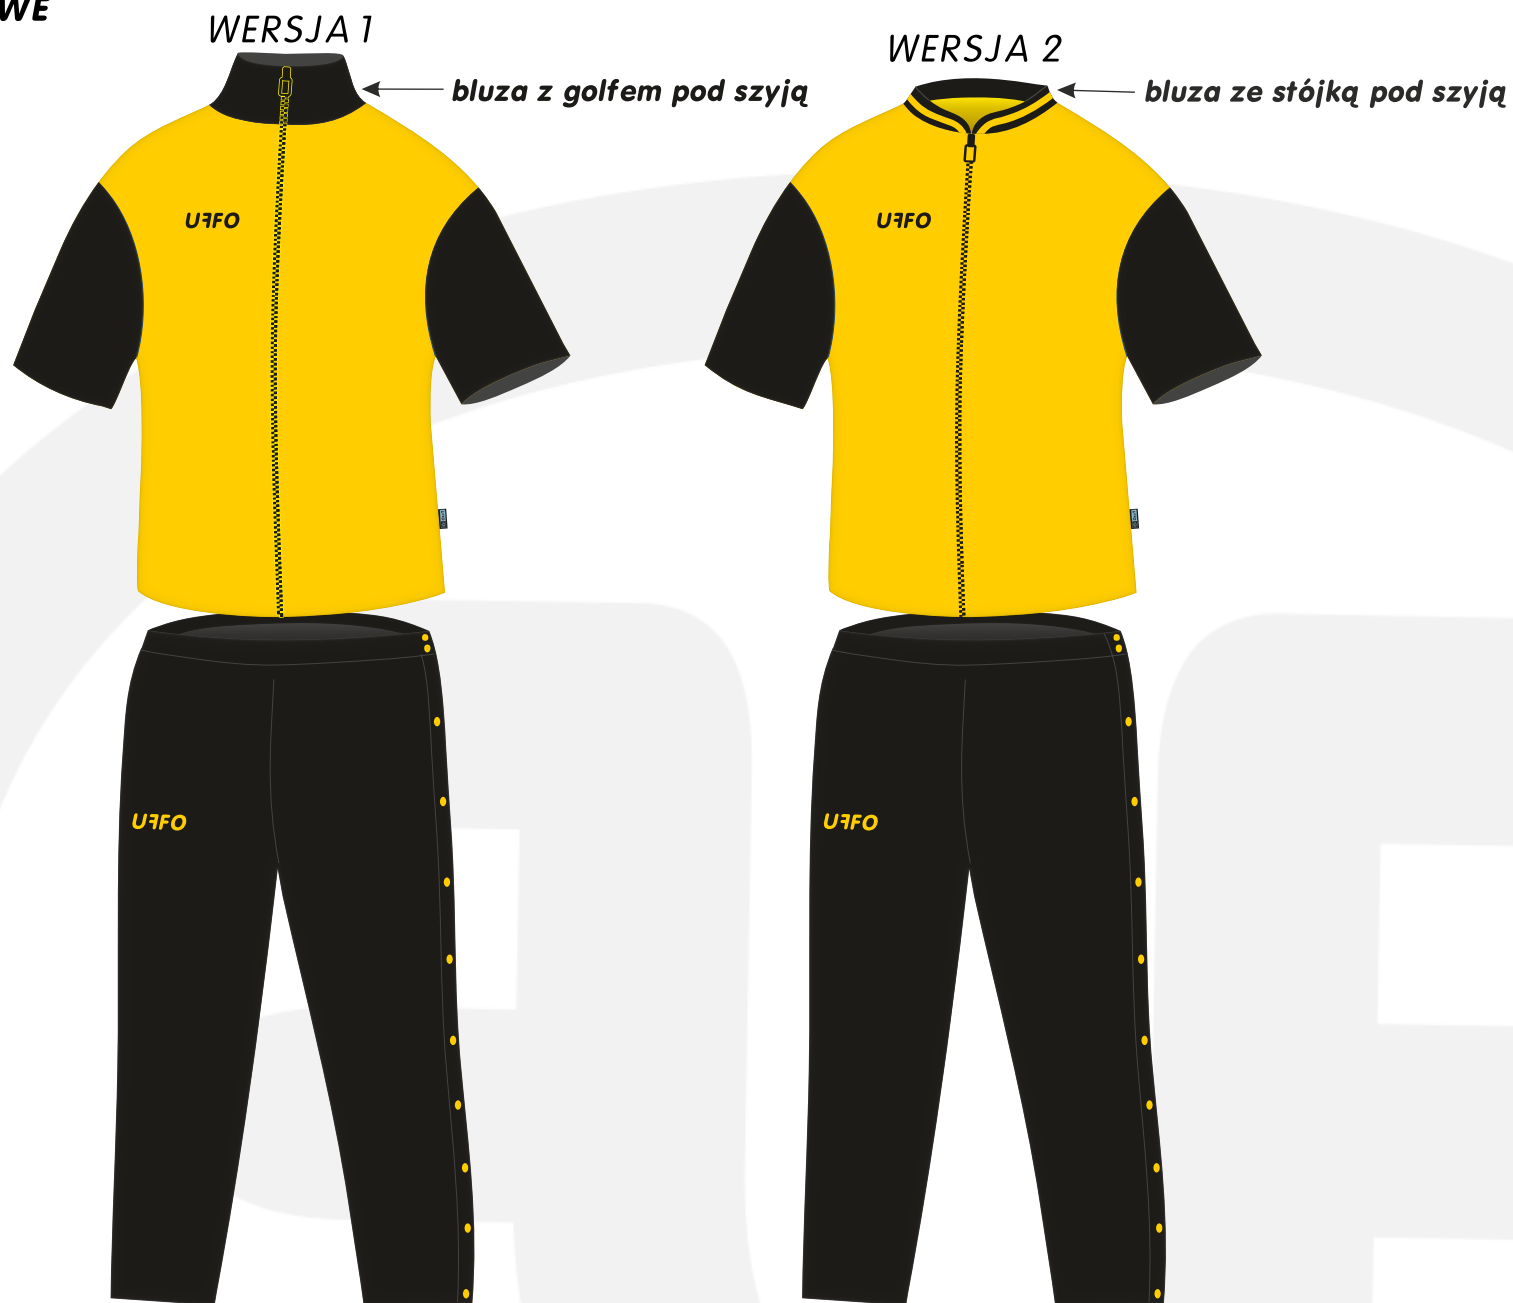 WE
WERSJA 1
WERSJA 2
bluza z golfem pod szyją
bluza ze stójką pod szyją
UFFO
UFFO
UFFO
UFFO